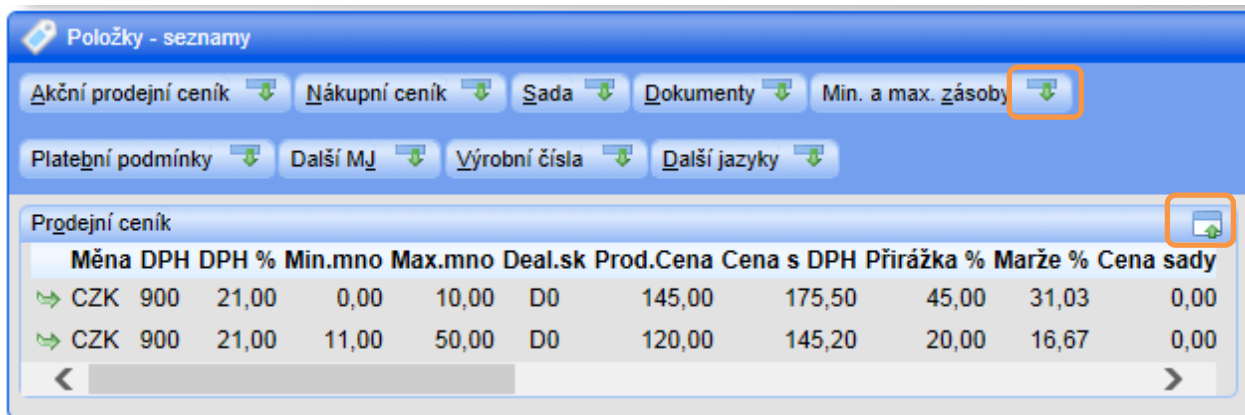 Položky - seznamy
Akční prodejní ceník Nákupní ceník Sada Dokumenty Min. a max. zásoby
Platební podmínky Další MJ Výrobní čísla Další jazyky
Prodejní ceník
Měna DPH DPH % Min.mno Max.mno Deal.sk Prod.Cena Cena s DPH Přirážka % Marže % Cena sady
CZK 900 21,00 0,00 10,00 D0 145,00 175,50 45,00 31,03 0,00
CZK 900 21,00 11,00 50,00 D0 120,00 145,20 20,00 16,67 0,00